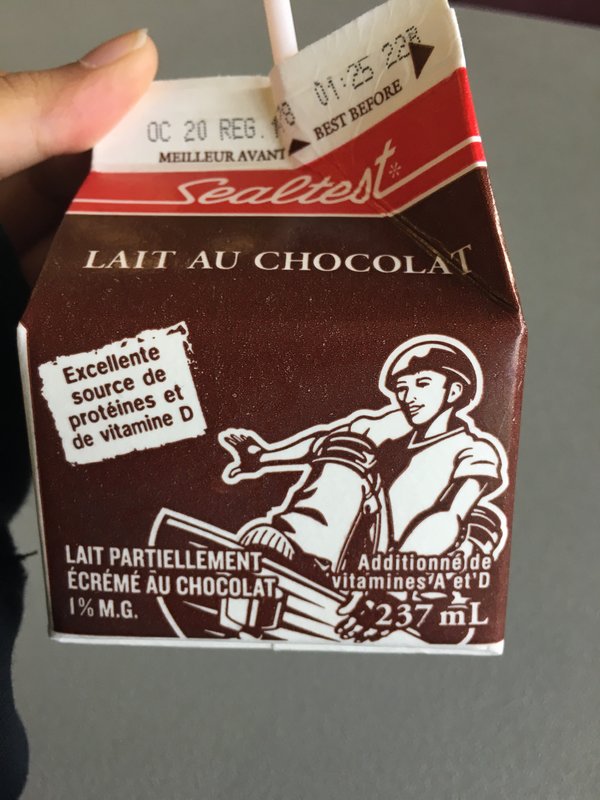 OC 20 REG.
01:25 22
MEILLEUR AVANT
BEST BEFORE
Sealtest
LAIT AU CHOCOLAT
Excellente
source de
protéines et
de vitamine D
LAIT PARTIELLEMENT
ÉCRÉMÉ AU CHOCOLAT
1% M.G.
Additionné de
vitamines A et D
237 mL